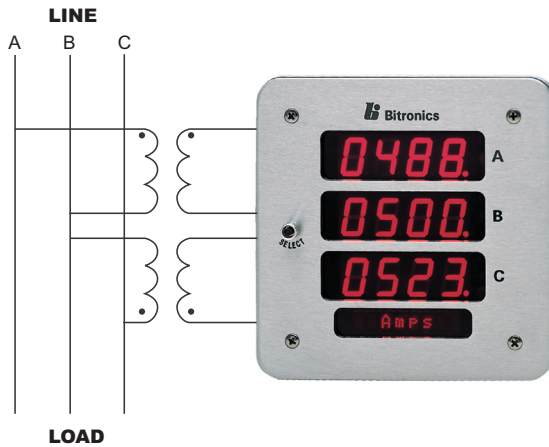 LINE
A B C
Bitronics
0488. A
0500. B
SELECT
0523. C
Amps
LOAD